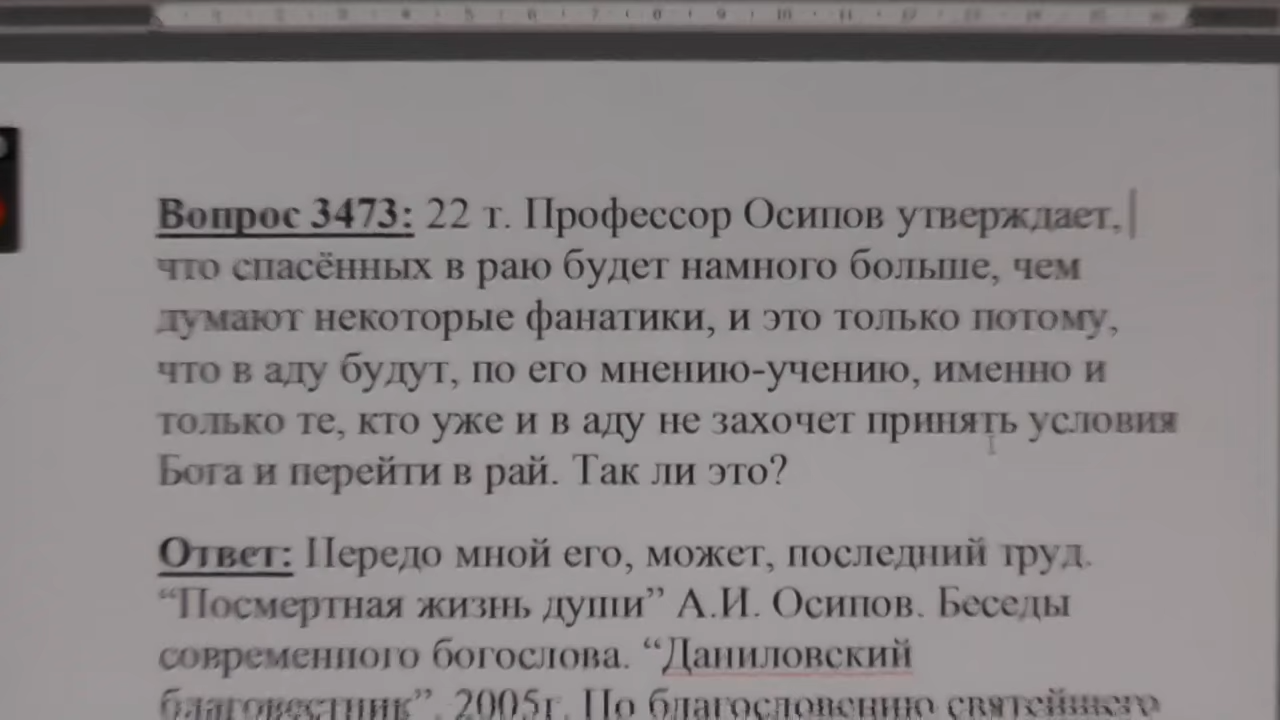 Вопрос 3473: 22 т. Профессор Осипов утверждает,
что спасённых в раю будет намного больше, чем
думают некоторые фанатики, и это только потому,
что в аду будут, по его мнению-учению, именно и
только те, кто уже и в аду не захочет принять условия
Бога и перейти в рай. Так ли это?
Ответ: Передо мной его, может, последний труд.
“Посмертная жизнь души” А.И. Осипов. Беседы
современного богослова. “Даниловский
благовестник”, 2005г. По благословению святейшего